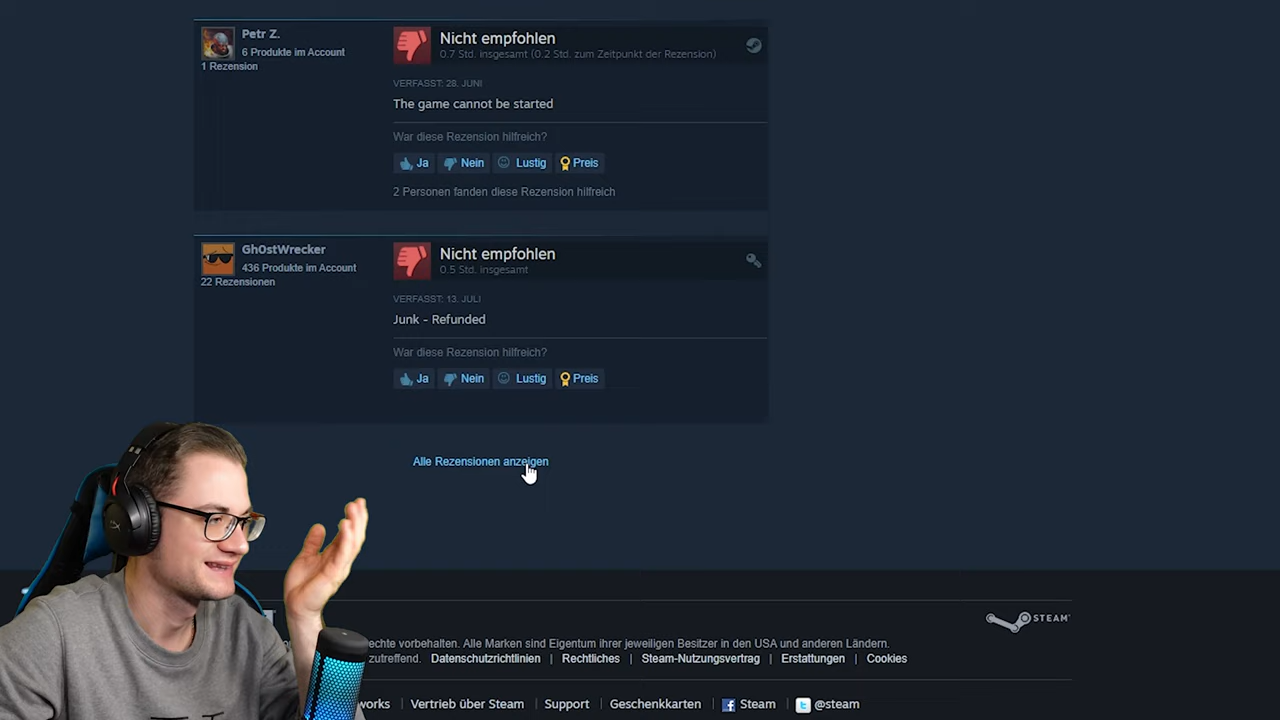 Petr Z.
6 Produkte im Account
1 Rezension
Nicht empfohlen
0.7 Std. insgesamt (0.2 Std. zum Zeitpunkt der Rezension)
VERFASST: 28. JUNI
The game cannot be started
War diese Rezension hilfreich?
Ja
Nein
Lustig
Preis
2 Personen fanden diese Rezension hilfreich
Gh0stWrecker
436 Produkte im Account
22 Rezensionen
Nicht empfohlen
0.5 Std. insgesamt
VERFASST: 13. JULI
Junk - Refunded
War diese Rezension hilfreich?
Ja
Nein
Lustig
Preis
Alle Rezensionen anzeigen
STEAM
vorbehalten. Alle Marken sind Eigentum ihrer jeweiligen Besitzer in den USA und anderen Ländern.
zutreffend. Datenschutzrichtlinien | Rechtliches | Steam-Nutzungsvertrag | Erstattungen | Cookies
| Vertrieb über Steam | Support | Geschenkkarten | Steam | @steam